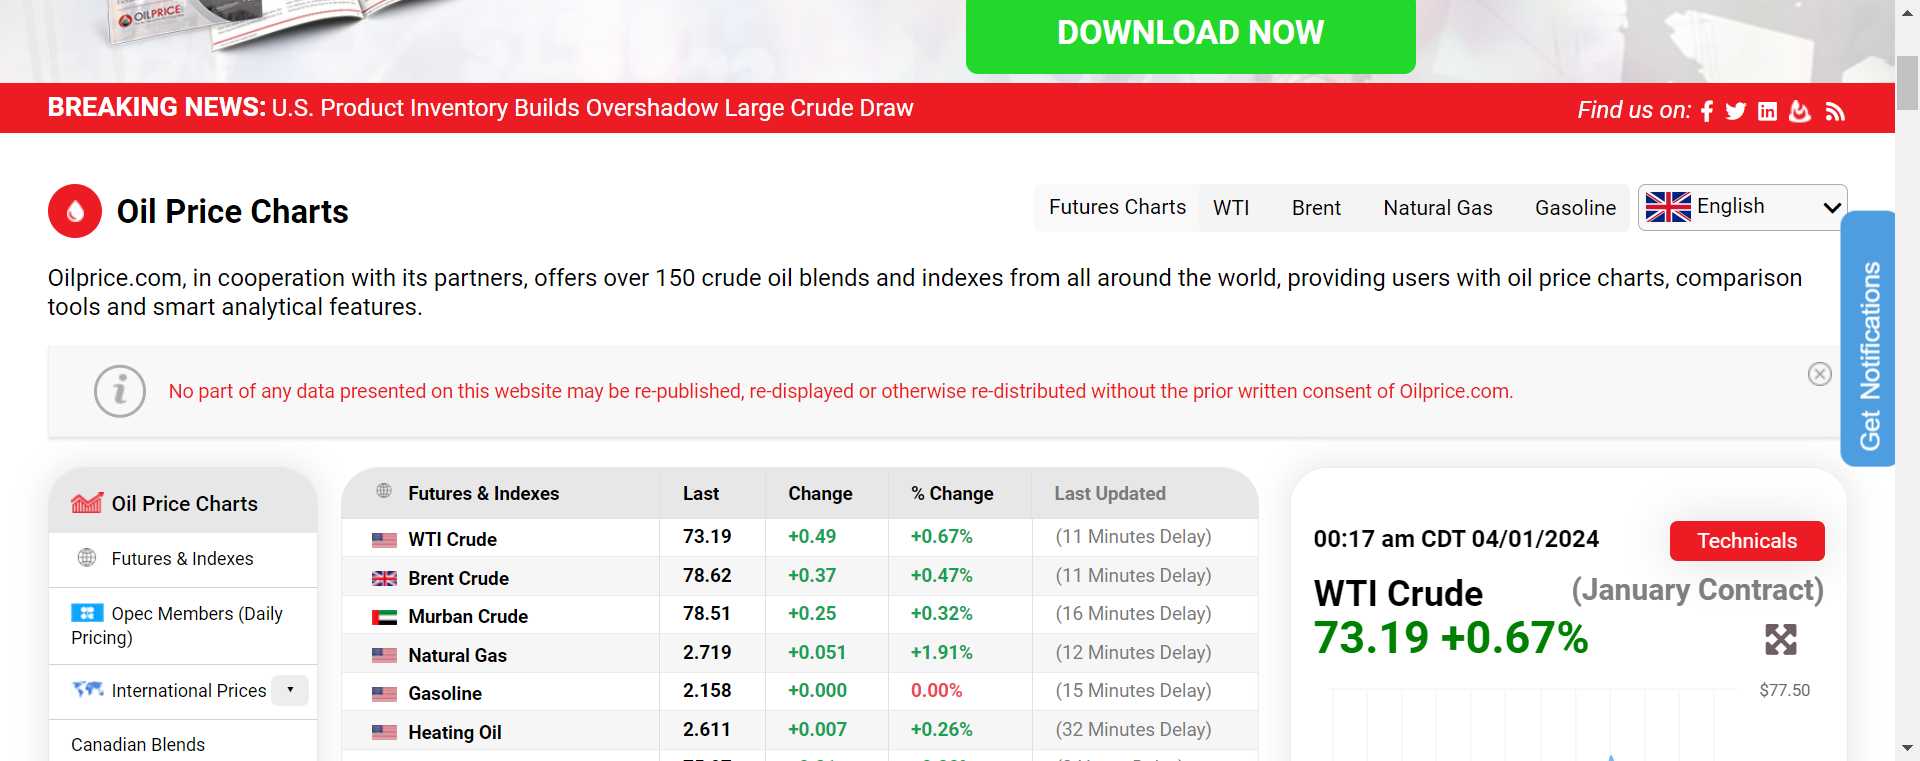 OILPRICE
DOWNLOAD NOW
BREAKING NEWS: U.S. Product Inventory Builds Overshadow Large Crude Draw
Find us on:
Oil Price Charts
Futures Charts WTI Brent Natural Gas Gasoline English
Get Notifications
Oilprice.com, in cooperation with its partners, offers over 150 crude oil blends and indexes from all around the world, providing users with oil price charts, comparison
tools and smart analytical features.
No part of any data presented on this website may be re-published, re-displayed or otherwise re-distributed without the prior written consent of Oilprice.com.
Oil Price Charts
Futures & Indexes
Opec Members (Daily
Pricing)
International Prices
Canadian Blends
Futures & Indexes Last Change % Change Last Updated
WTI Crude 73.19 +0.49 +0.67% (11 Minutes Delay)
Brent Crude 78.62 +0.37 +0.47% (11 Minutes Delay)
Murban Crude 78.51 +0.25 +0.32% (16 Minutes Delay)
Natural Gas 2.719 +0.051 +1.91% (12 Minutes Delay)
Gasoline 2.158 +0.000 0.00% (15 Minutes Delay)
Heating Oil 2.611 +0.007 +0.26% (32 Minutes Delay)
00:17 am CDT 04/01/2024 Technicals
WTI Crude (January Contract)
73.19 +0.67%
$77.50